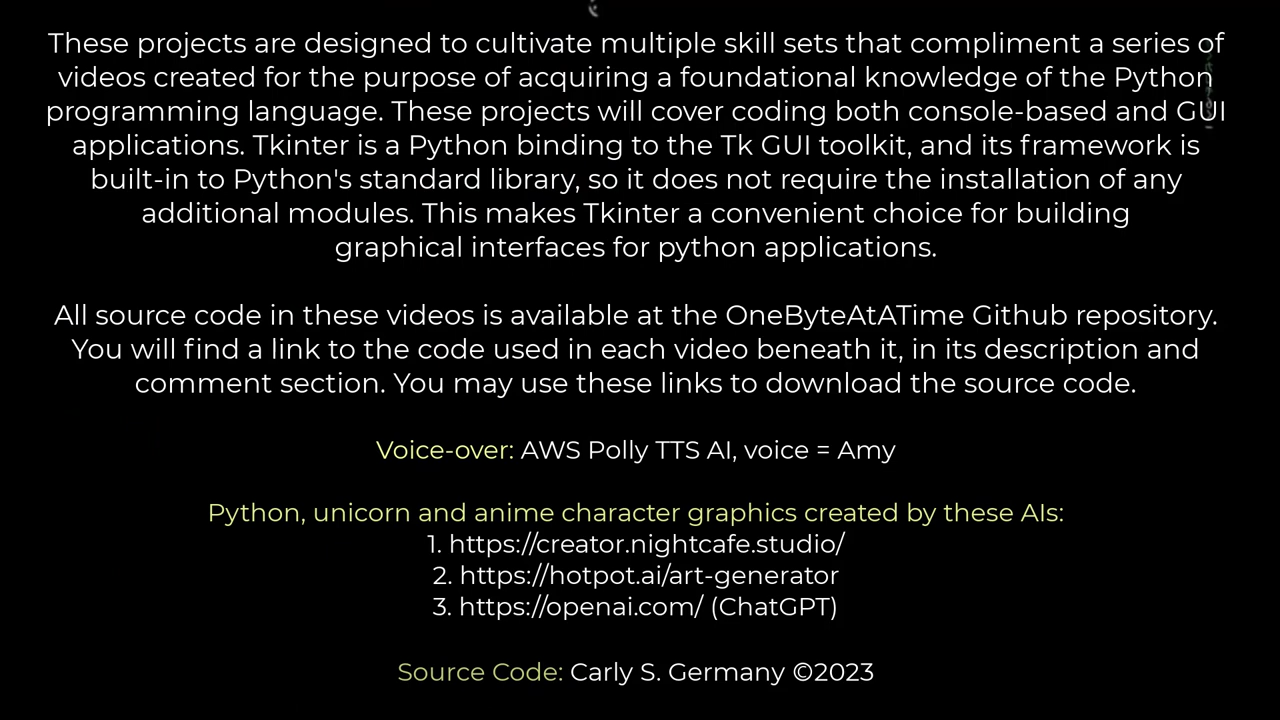 These projects are designed to cultivate multiple skill sets that compliment a series of
videos created for the purpose of acquiring a foundational knowledge of the Python
programming language. These projects will cover coding both console-based and GUI
applications. Tkinter is a Python binding to the Tk GUI toolkit, and its framework is
built-in to Python's standard library, so it does not require the installation of any
additional modules. This makes Tkinter a convenient choice for building
graphical interfaces for python applications.
All source code in these videos is available at the OneByteAtATime Github repository.
You will find a link to the code used in each video beneath it, in its description and
comment section. You may use these links to download the source code.
Voice-over: AWS Polly TTS AI, voice = Amy
Python, unicorn and anime character graphics created by these AIs:
1. https://creator.nightcafe.studio/
2. https://hotpot.ai/art-generator
3. https://openai.com/ (ChatGPT)
Source Code: Carly S. Germany ©2023